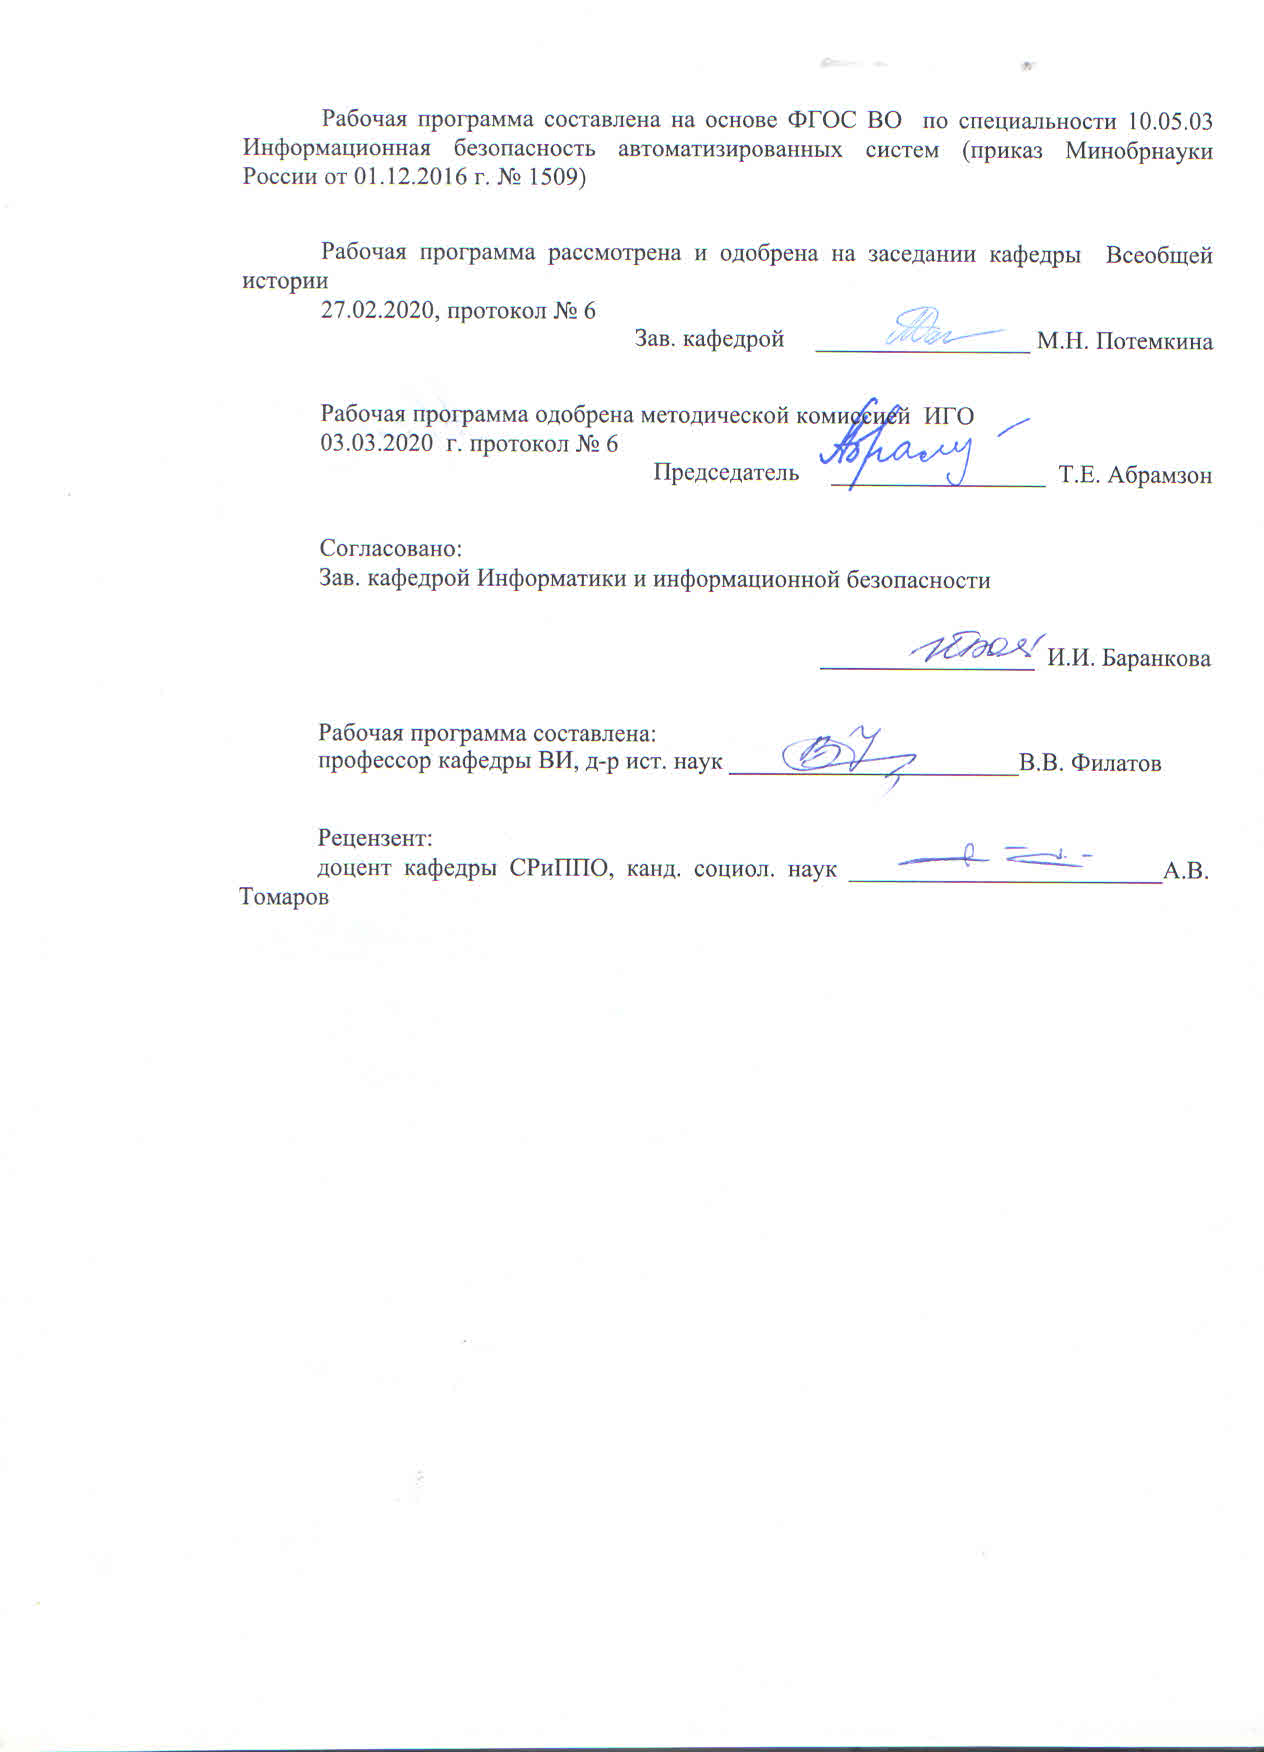 Рабочая программа составлена на основе ФГОС ВО по специальности 10.05.03
Информационная безопасность автоматизированных систем (приказ Минобрнауки
России от 01.12.2016 г. № 1509)
Рабочая программа рассмотрена и одобрена на заседании кафедры Всеобщей
истории
27.02.2020, протокол № 6
Зав. кафедрой М.Н. Потемкина
Рабочая программа одобрена методической комиссией ИГО
03.03.2020 г. протокол № 6
Председатель Т.Е. Абрамзон
Согласовано:
Зав. кафедрой Информатики и информационной безопасности
И.И. Баранкова
Рабочая программа составлена:
профессор кафедры ВИ, д-р ист. наук В.В. Филатов
Рецензент:
доцент кафедры СРиППО, канд. социол. наук А.В.
Томаров